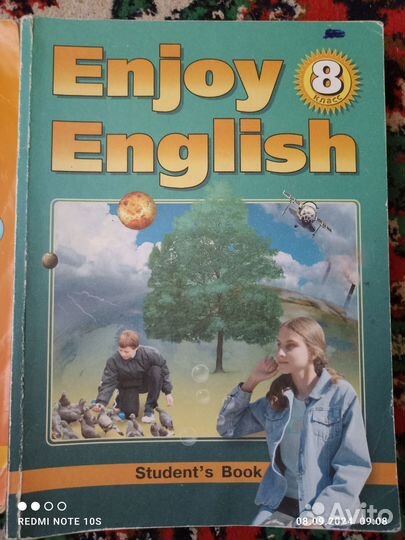 Enjoy
8
класс
English
Student's Book
REDMI NOTE 10S
08.09.2021 09:08
Avito